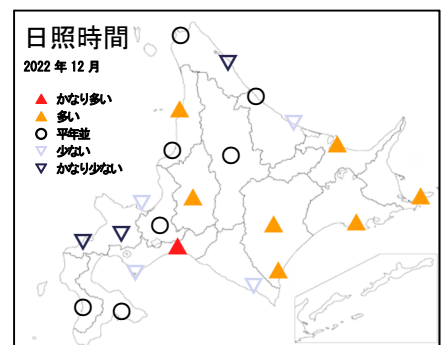 日照時間
2022 年 12 月
かなり多い
多い
平年並
少ない
かなり少ない